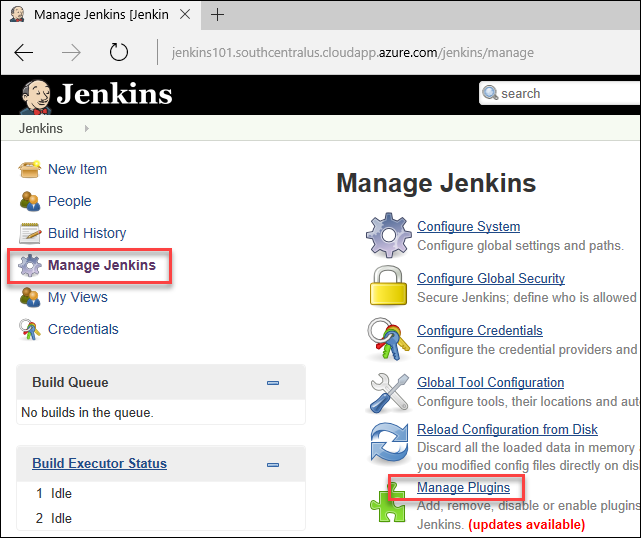 Manage Jenkins [Jenkin
jenkins101.southcentralus.cloudapp.azure.com/jenkins/manage
Jenkins
search
Jenkins
New Item
People
Build History
Manage Jenkins
My Views
Credentials
Build Queue
No builds in the queue.
Build Executor Status
1 Idle
2 Idle
Manage Jenkins
Configure System
Configure global settings and paths.
Configure Global Security
Secure Jenkins; define who is allowed
Configure Credentials
Configure the credential providers and
Global Tool Configuration
Configure tools, their locations and aut
Reload Configuration from Disk
Discard all the loaded data in memory
you modified config files directly on dis
Manage Plugins
Add, remove, disable or enable plugins
Jenkins. (updates available)